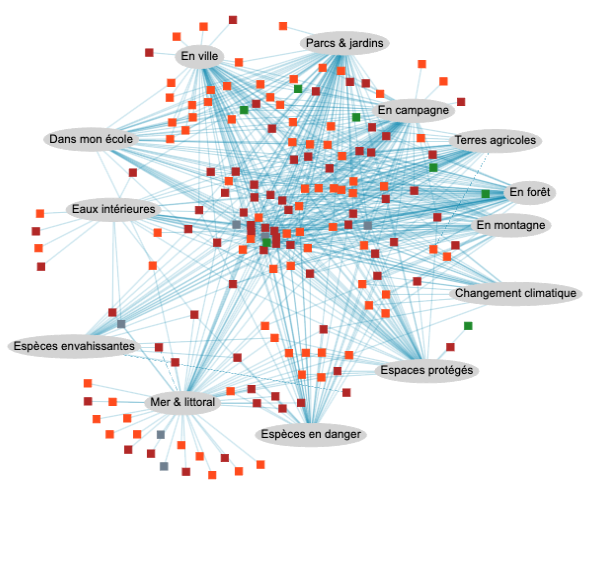 Parcs & jardins
En ville
En campagne
Dans mon école
Terres agricoles
En forêt
Eaux intérieures
En montagne
Changement climatique
Espèces envahissantes
Espaces protégés
Mer & littoral
Espèces en danger